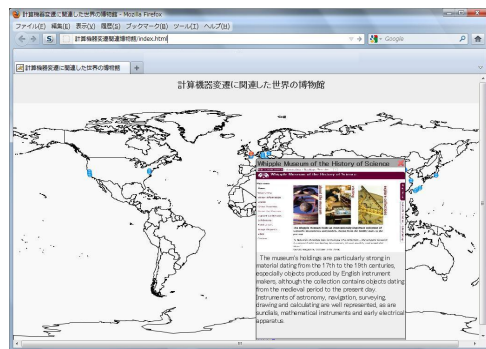 計算機器変遷に関連した世界の博物館 - Mozilla Firefox
ファイル(F) 編集(E) 表示(V) 履歴(S) ブックマーク(B) ツール(T) ヘルプ(H)
計算機器変遷関連博物館/index.html
Google
計算機器変遷に関連した世界の博物館
計算機器変遷に関連した世界の博物館
Whipple Museum of the History of Science
Whipple Museum of the History of Science
The museum's holdings are particularly strong in
material dating from the 17th to the 19th centuries,
especially objects produced by English instrument
makers, although the collection contains objects dating
from the medieval period to the present day.
Instruments of astronomy, navigation, surveying,
drawing and calculating are well represented, as are
sundials, mathematical instruments and early electrical
apparatus.